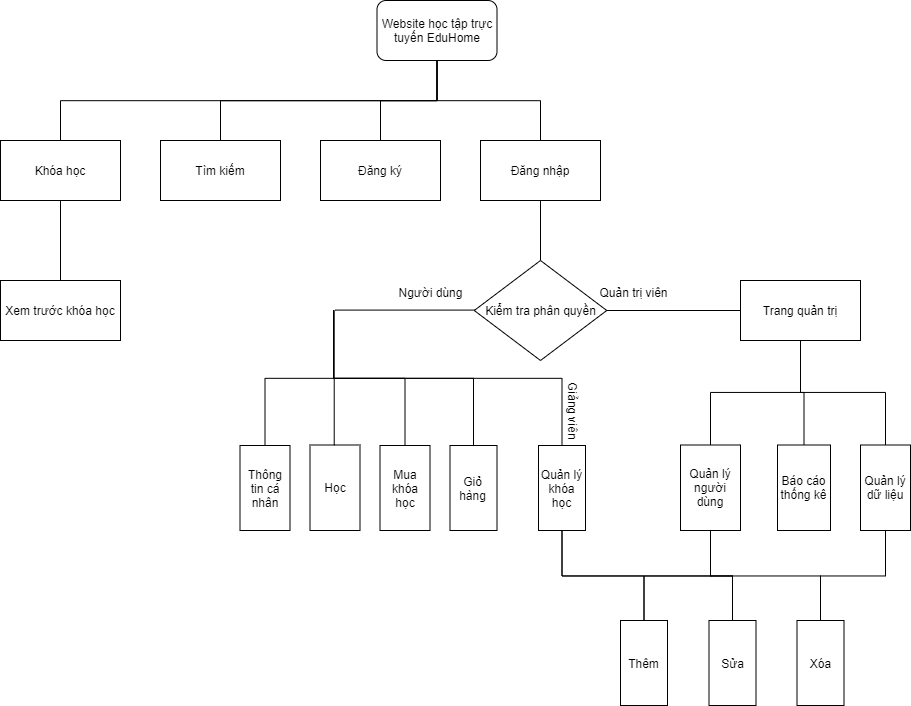 Website học tập trực
tuyến EduHome
Khóa học
Tìm kiếm
Đăng ký
Đăng nhập
Xem trước khóa học
Người dùng
Kiểm tra phân quyền
Quản trị viên
Trang quản trị
Giảng viên
Thông
tin cá
nhân
Học
Mua
khóa
học
Giỏ
hàng
Quản lý
khóa
học
Quản lý
người
dùng
Báo cáo
thống kê
Quản lý
dữ liệu
Thêm
Sửa
Xóa